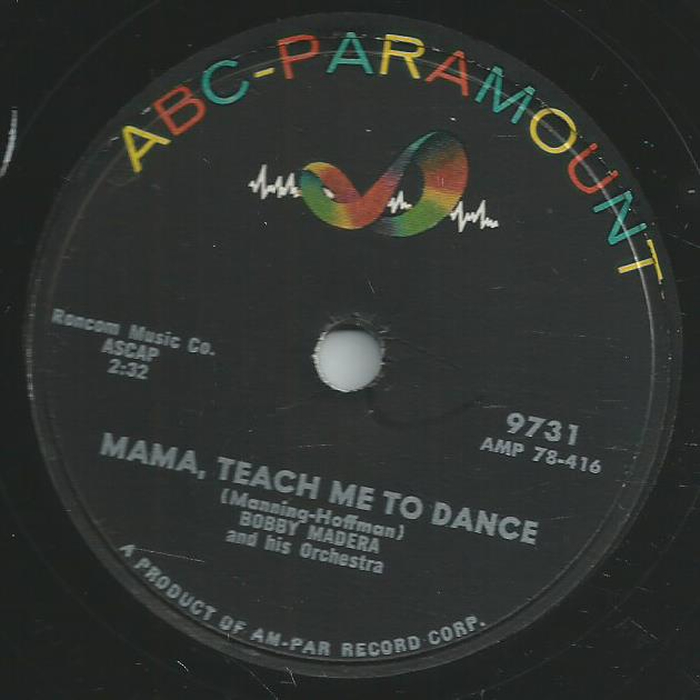 ABC-PARAMOUNT
Roncom Music Co.
ASCAP
2:32
9731
AMP 78-416
MAMA, TEACH ME TO DANCE
(Manning-Hoffman)
BOBBY MADERA
and his Orchestra
A PRODUCT OF AM-PAR RECORD CORP.